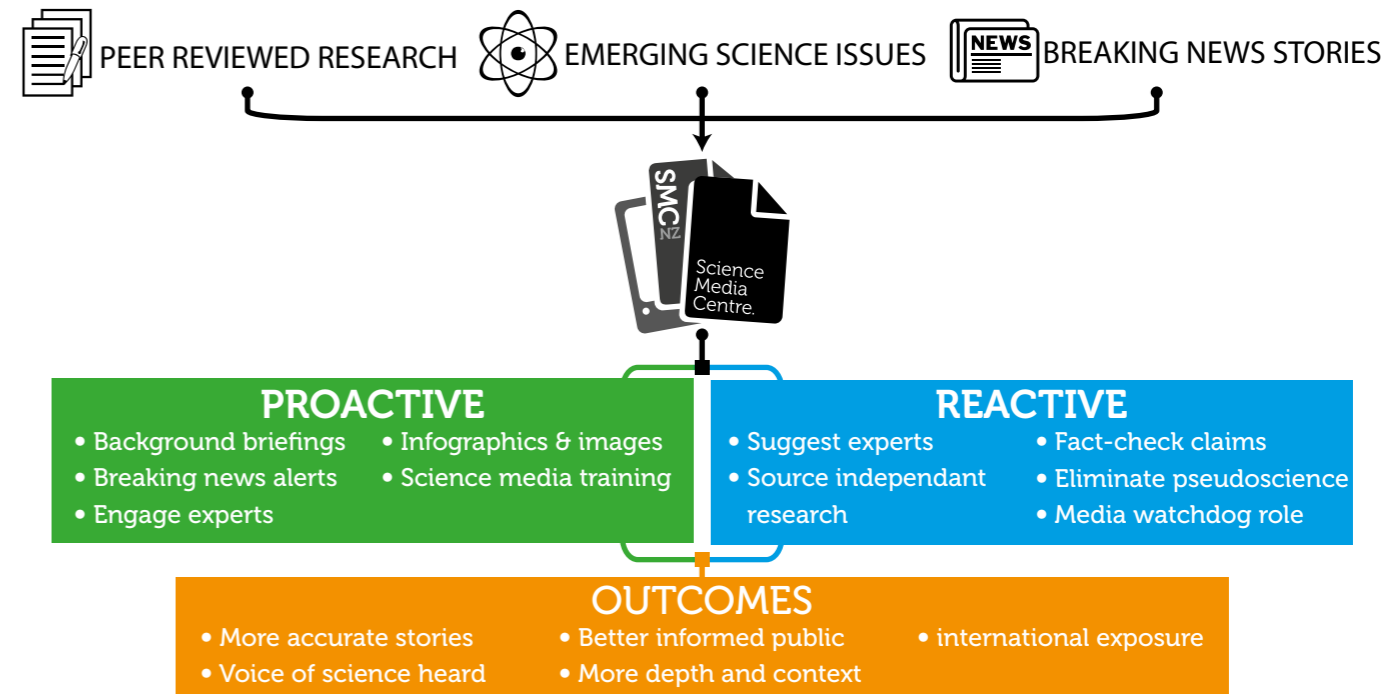 PEER REVIEWED RESEARCH
EMERGING SCIENCE ISSUES
NEWS
BREAKING NEWS STORIES
SMC
NZ
Science
Media
Centre.
PROACTIVE
• Background briefings
• Breaking news alerts
• Engage experts
• Infographics & images
• Science media training
REACTIVE
• Suggest experts
• Source independant
research
• Fact-check claims
• Eliminate pseudoscience
• Media watchdog role
OUTCOMES
• More accurate stories
• Voice of science heard
• Better informed public
• More depth and context
• international exposure